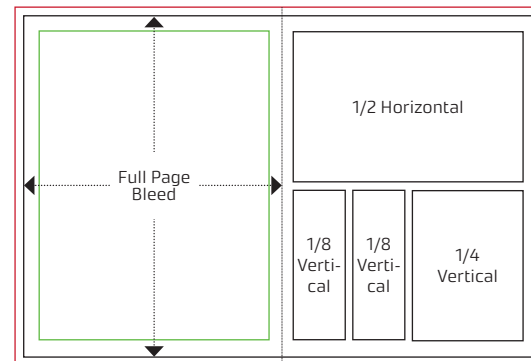 Full Page
Bleed
1/2 Horizontal
1/8
Verti-
cal
1/8
Verti-
cal
1/4
Vertical